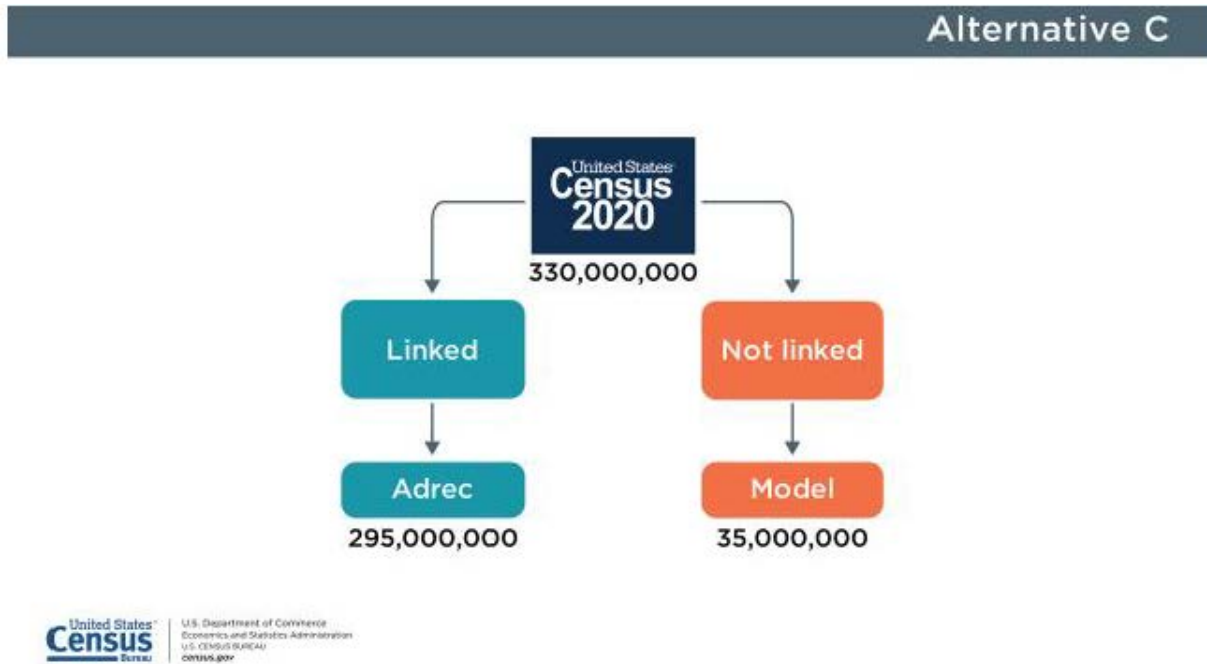 Alternative C
United States
Census
2020
330,000,000
Linked
Not linked
Adrec
Model
295,000,000
35,000,000
United States
Census
Bureau
U.S. Department of Commerce
Economics and Statistics Administration
U.S. CENSUS BUREAU
census.gov